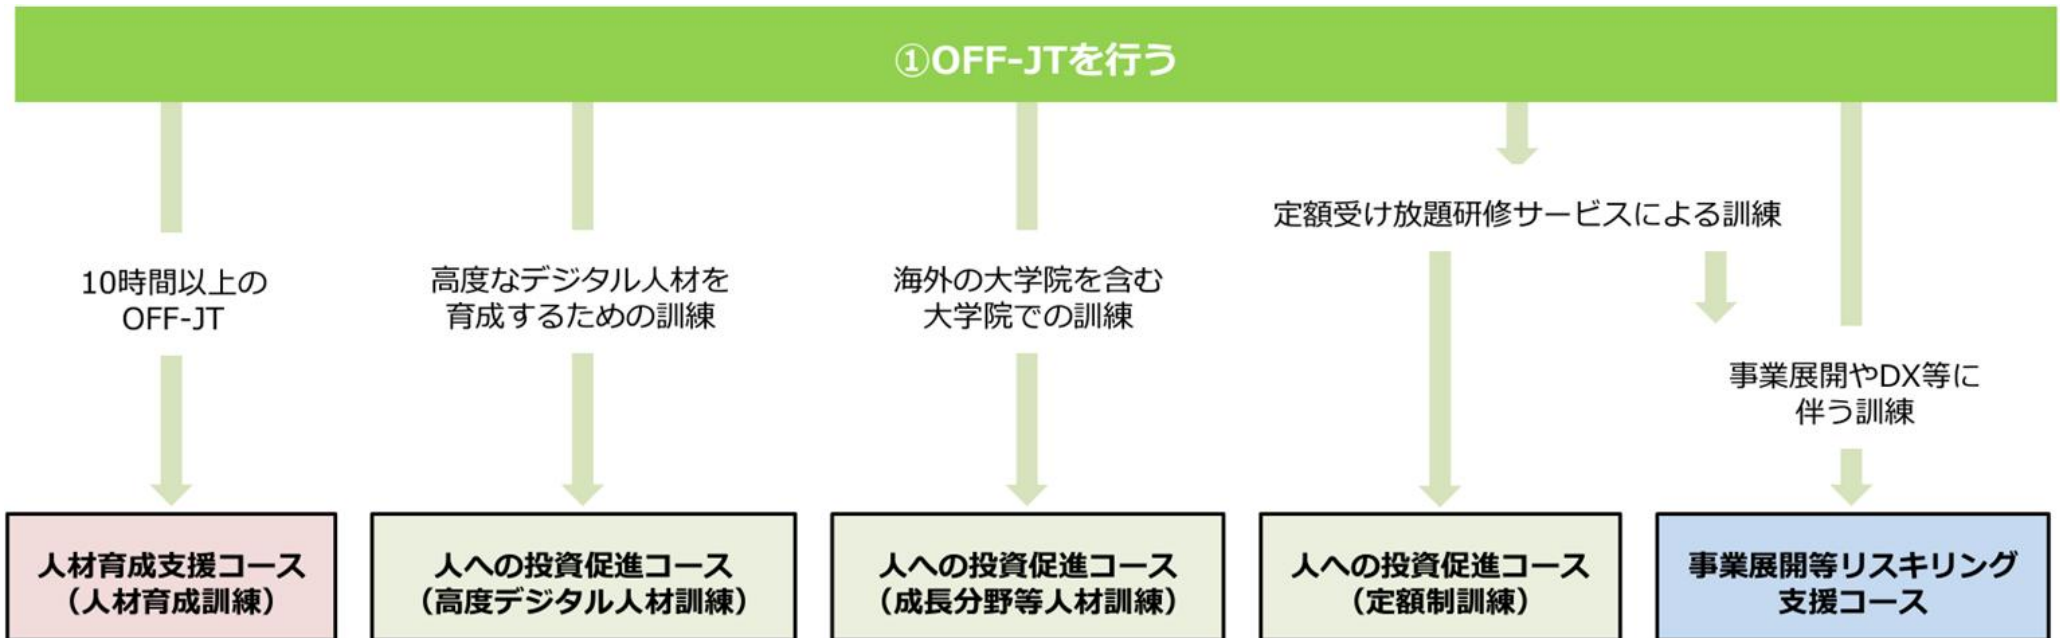 ①OFF-JTを行う
定額受け放題研修サービスによる訓練
10時間以上の
OFF-JT
高度なデジタル人材を
育成するための訓練
海外の大学院を含む
大学院での訓練
事業展開やDX等に
伴う訓練
人材育成支援コース
（人材育成訓練）
人への投資促進コース
（高度デジタル人材訓練）
人への投資促進コース
（成長分野等人材訓練）
人への投資促進コース
（定額制訓練）
事業展開等リスキリング
支援コース